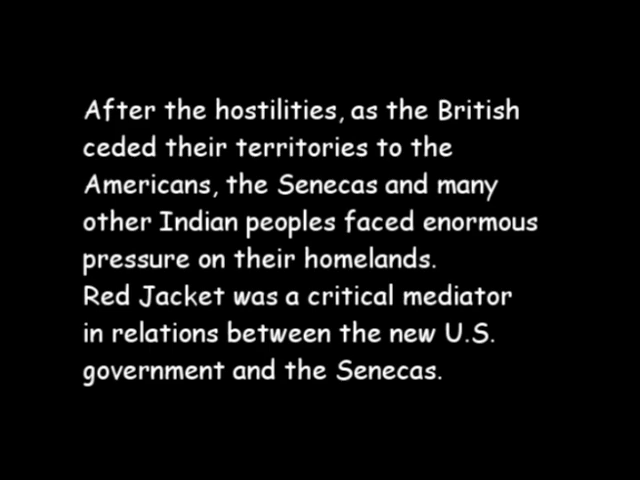 After the hostilities, as the British
ceded their territories to the
Americans, the Senecas and many
other Indian peoples faced enormous
pressure on their homelands.
Red Jacket was a critical mediator
in relations between the new U.S.
government and the Senecas.